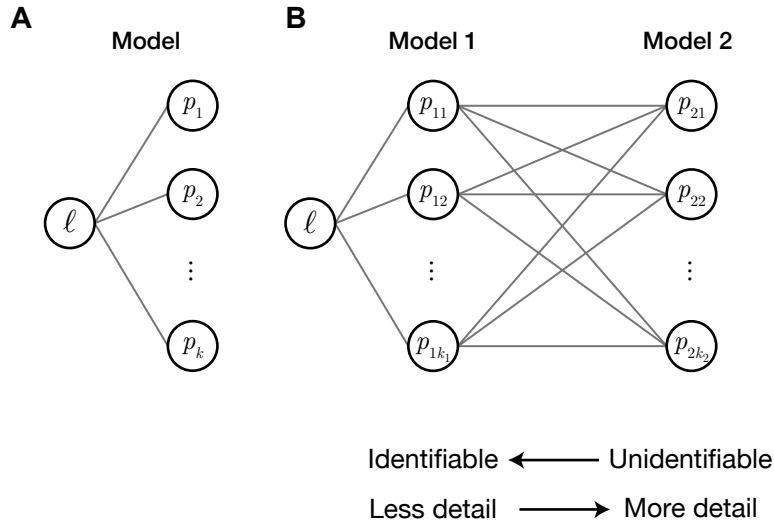 A
Model
ℓ
p₁
p₂
⋮
pₖ
B
Model 1
Model 2
ℓ
p₁₁
p₂₁
p₁₂
p₂₂
⋮
⋮
p₁ₖ₁
p₂ₖ₂
Identifiable ← Unidentifiable
Less detail → More detail